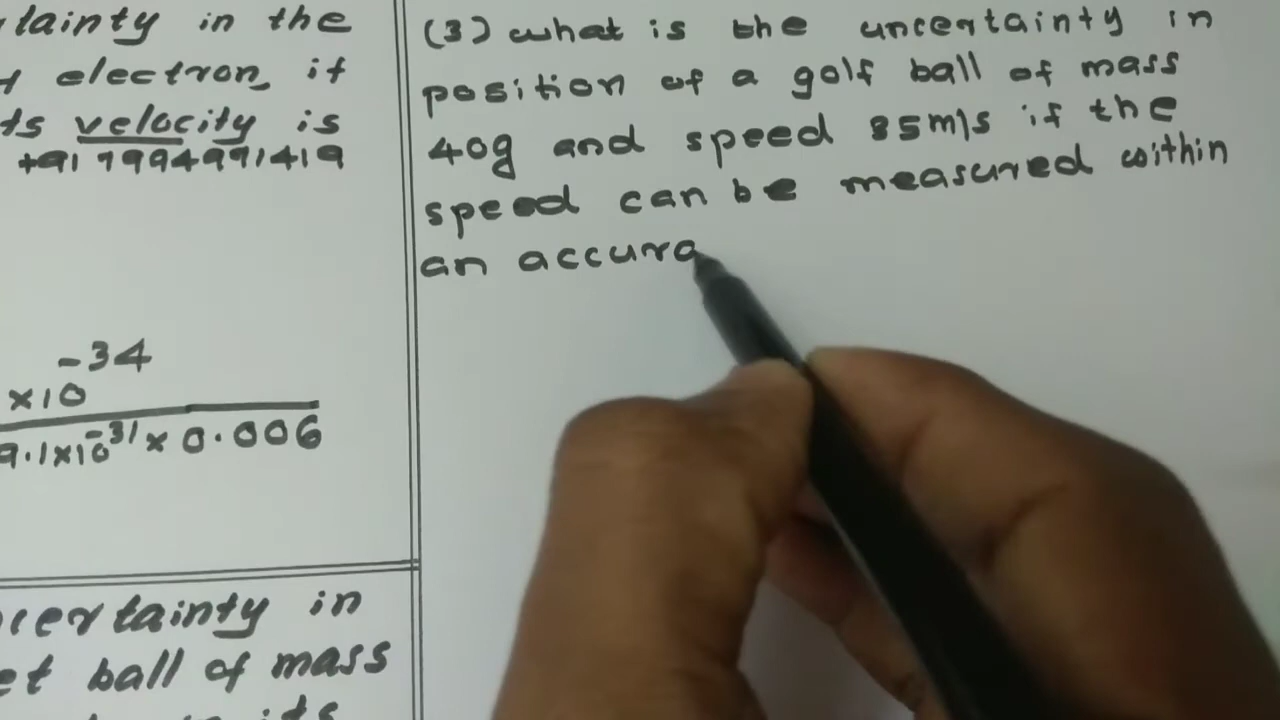 tainty in the
electron, if
ts velocity is
+91 7994991419
-34
×10
9.1×10-31 × 0.006
certainty in
et ball of mass
its
(3) what is the uncertainty in
position of a golf ball of mass
40g and speed 85m/s if the
speed can be measured within
an accura